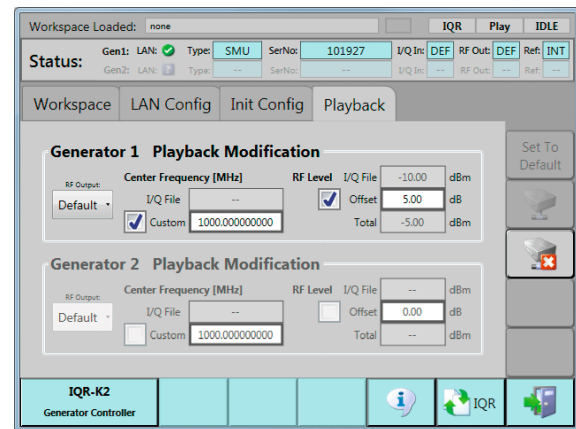 Workspace Loaded: none IQR Play IDLE
Status: Gen1: LAN: Type: SMU SerNo: 101927 I/Q In: DEF RF Out: DEF Ref: INT
Gen2: LAN: Type: -- SerNo: -- I/Q In: -- RF Out: -- Ref: --
Workspace LAN Config Init Config Playback
Generator 1 Playback Modification
Center Frequency [MHz] RF Level I/Q File -10.00 dBm
RF Output:
Default I/Q File -- Offset 5.00 dB
Custom 1000.000000000 Total -5.00 dBm
Generator 2 Playback Modification
Center Frequency [MHz] RF Level I/Q File -- dBm
RF Output:
Default I/Q File -- Offset 0.00 dB
Custom 1000.000000000 Total -- dBm
Set To
Default
IQR-K2
Generator Controller
i
IQR